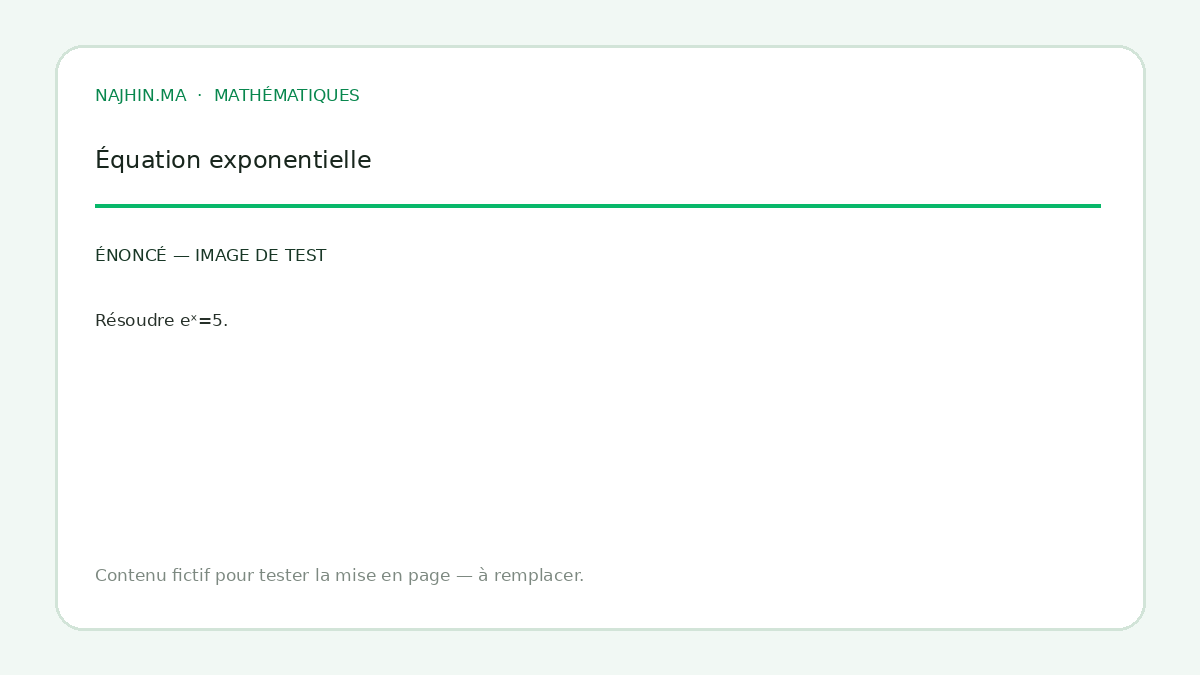 NAJHIN.MA · MATHÉMATIQUES
Équation exponentielle
ÉNONCÉ — IMAGE DE TEST
Résoudre eˣ=5.
Contenu fictif pour tester la mise en page — à remplacer.